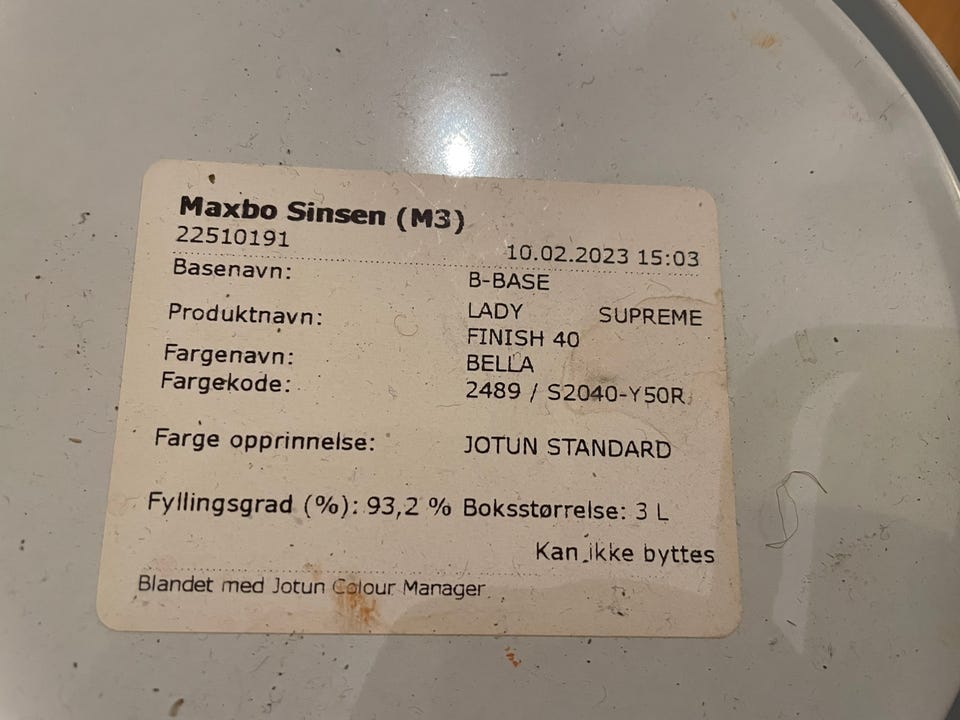 Maxbo Sinsen (M3)
22510191 10.02.2023 15:03
Basenavn: B-BASE
Produktnavn: LADY SUPREME
FINISH 40
Fargenavn: BELLA
Fargekode: 2489 / S2040-Y50R
Farge opprinnelse: JOTUN STANDARD
Fyllingsgrad (%): 93,2 % Boksstørrelse: 3 L
Kan ikke byttes
Blandet med Jotun Colour Manager